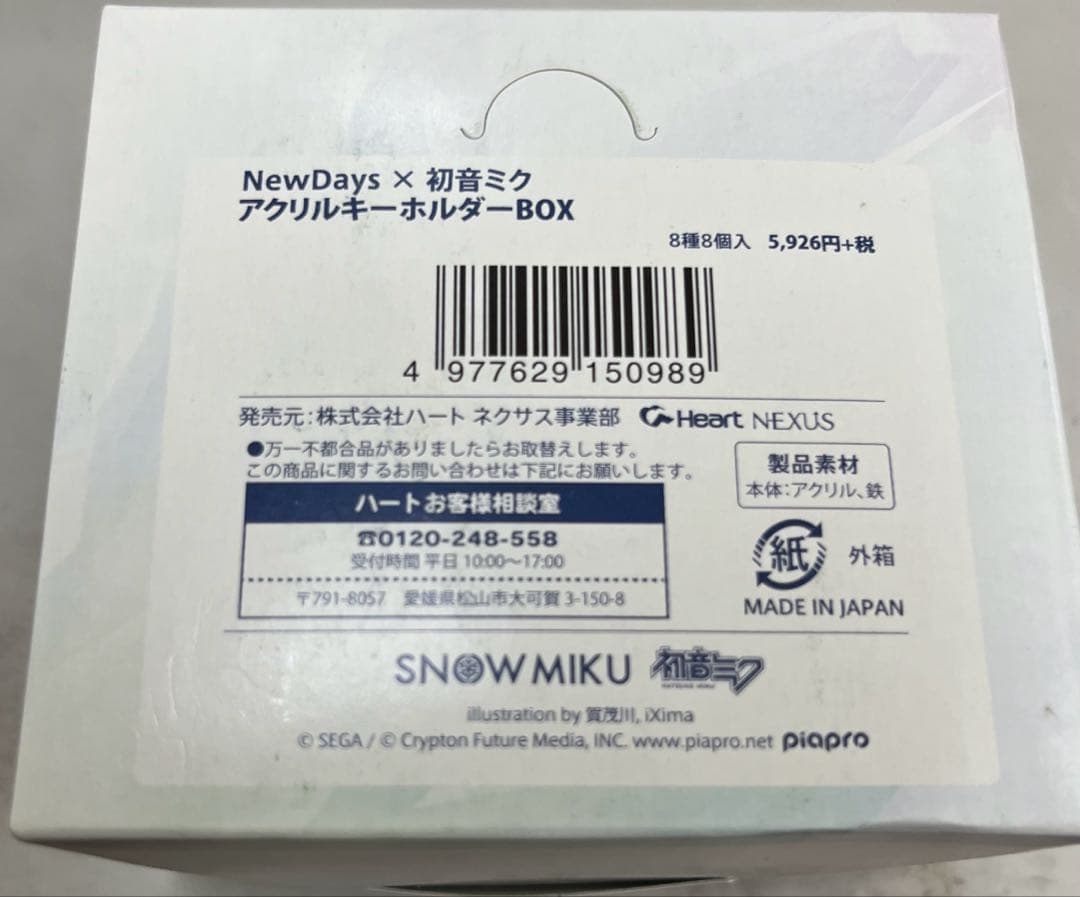 NewDays × 初音ミク
アクリルキーホルダーBOX
8種8個入 5,926円+税
4 977629 150989
発売元:株式会社ハート ネクサス事業部 Heart NEXUS
●万一不都合品がありましたらお取替えします。
この商品に関するお問い合わせは下記にお願いします。
製品素材
本体:アクリル、鉄
ハートお客様相談室
☎0120-248-558
受付時間 平日 10:00〜17:00
〒791-8057 愛媛県松山市大可賀 3-150-8
紙 外箱
MADE IN JAPAN
SNOW MIKU 初音ミク
HATSUNE MIKU
illustration by 賀茂川, iXima
© SEGA / © Crypton Future Media, INC. www.piapro.net piapro